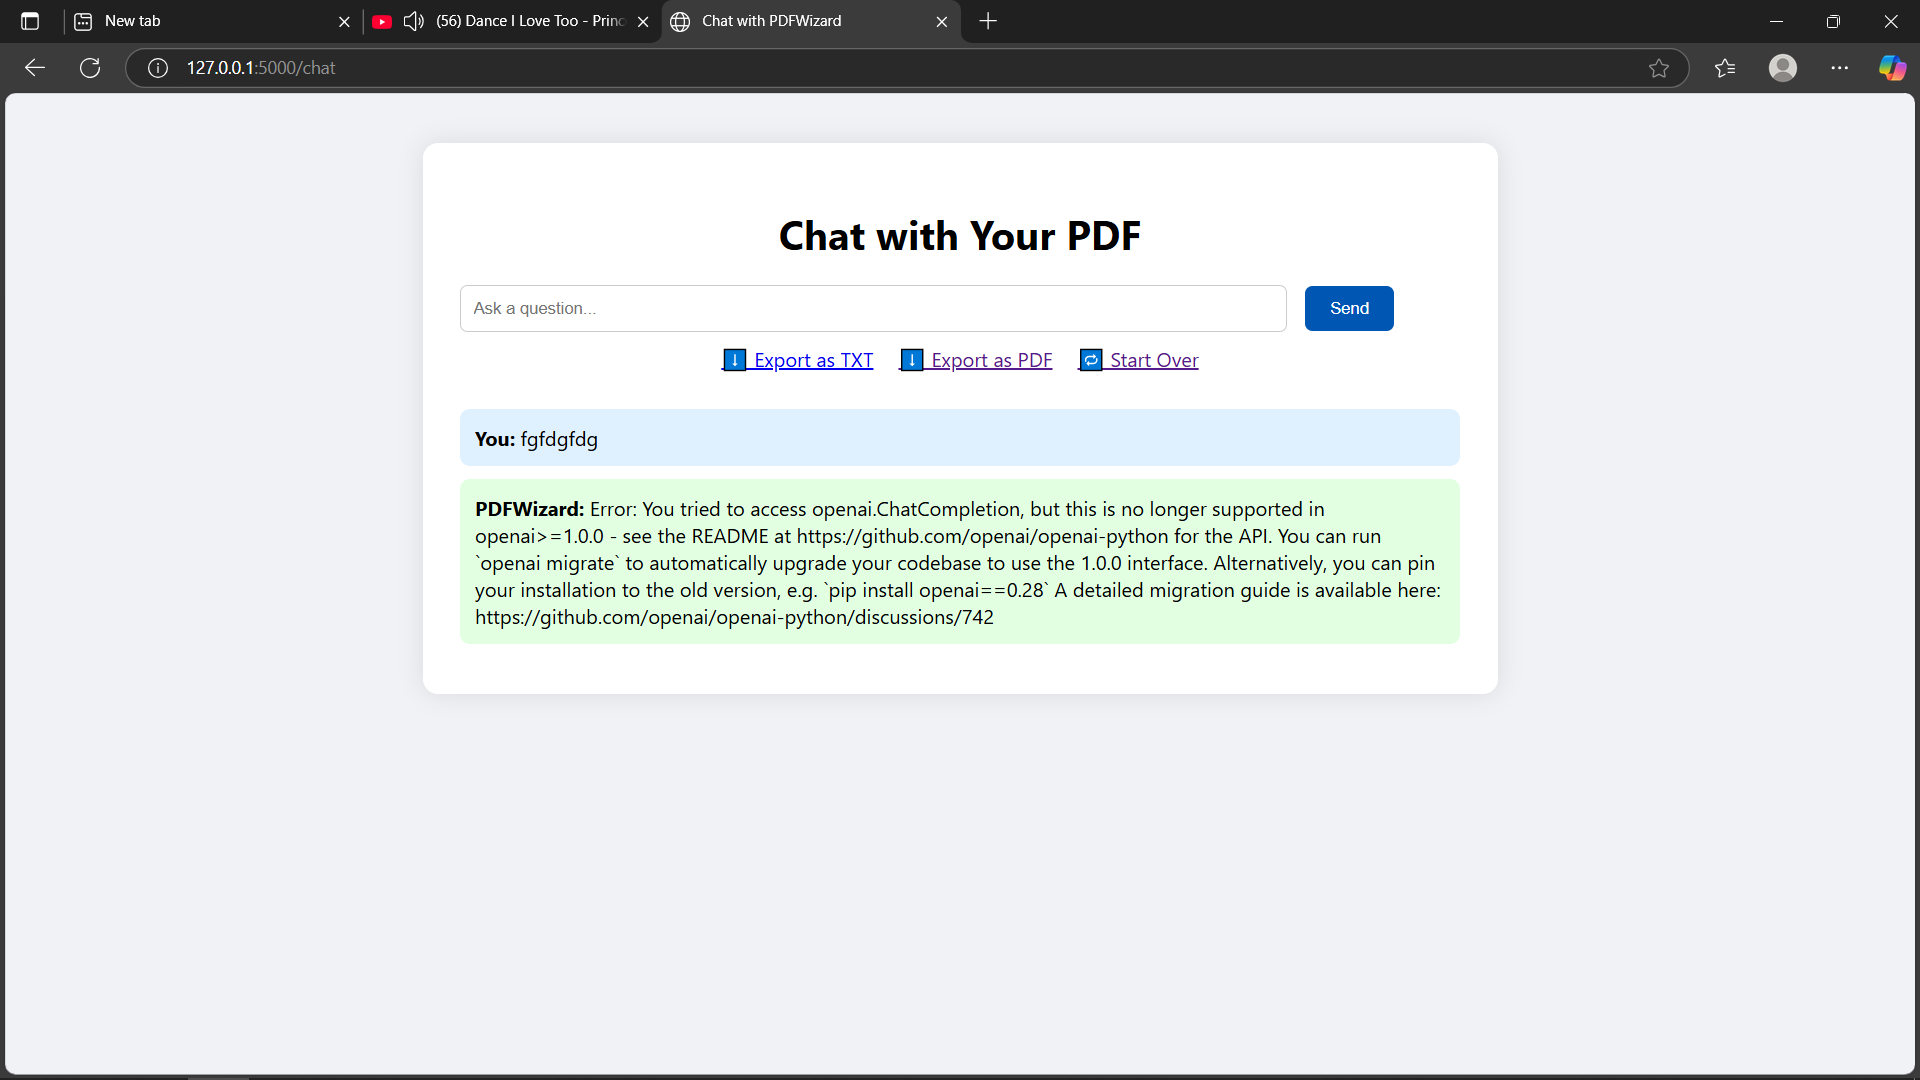 New tab
(56) Dance I Love Too - Princ
Chat with PDFWizard
127.0.0.1:5000/chat
Chat with Your PDF
Ask a question...
Send
Export as TXT
Export as PDF
Start Over
You: fgfdgfdg
PDFWizard: Error: You tried to access openai.ChatCompletion, but this is no longer supported in
openai>=1.0.0 - see the README at https://github.com/openai/openai-python for the API. You can run
`openai migrate` to automatically upgrade your codebase to use the 1.0.0 interface. Alternatively, you can pin
your installation to the old version, e.g. `pip install openai==0.28` A detailed migration guide is available here:
https://github.com/openai/openai-python/discussions/742